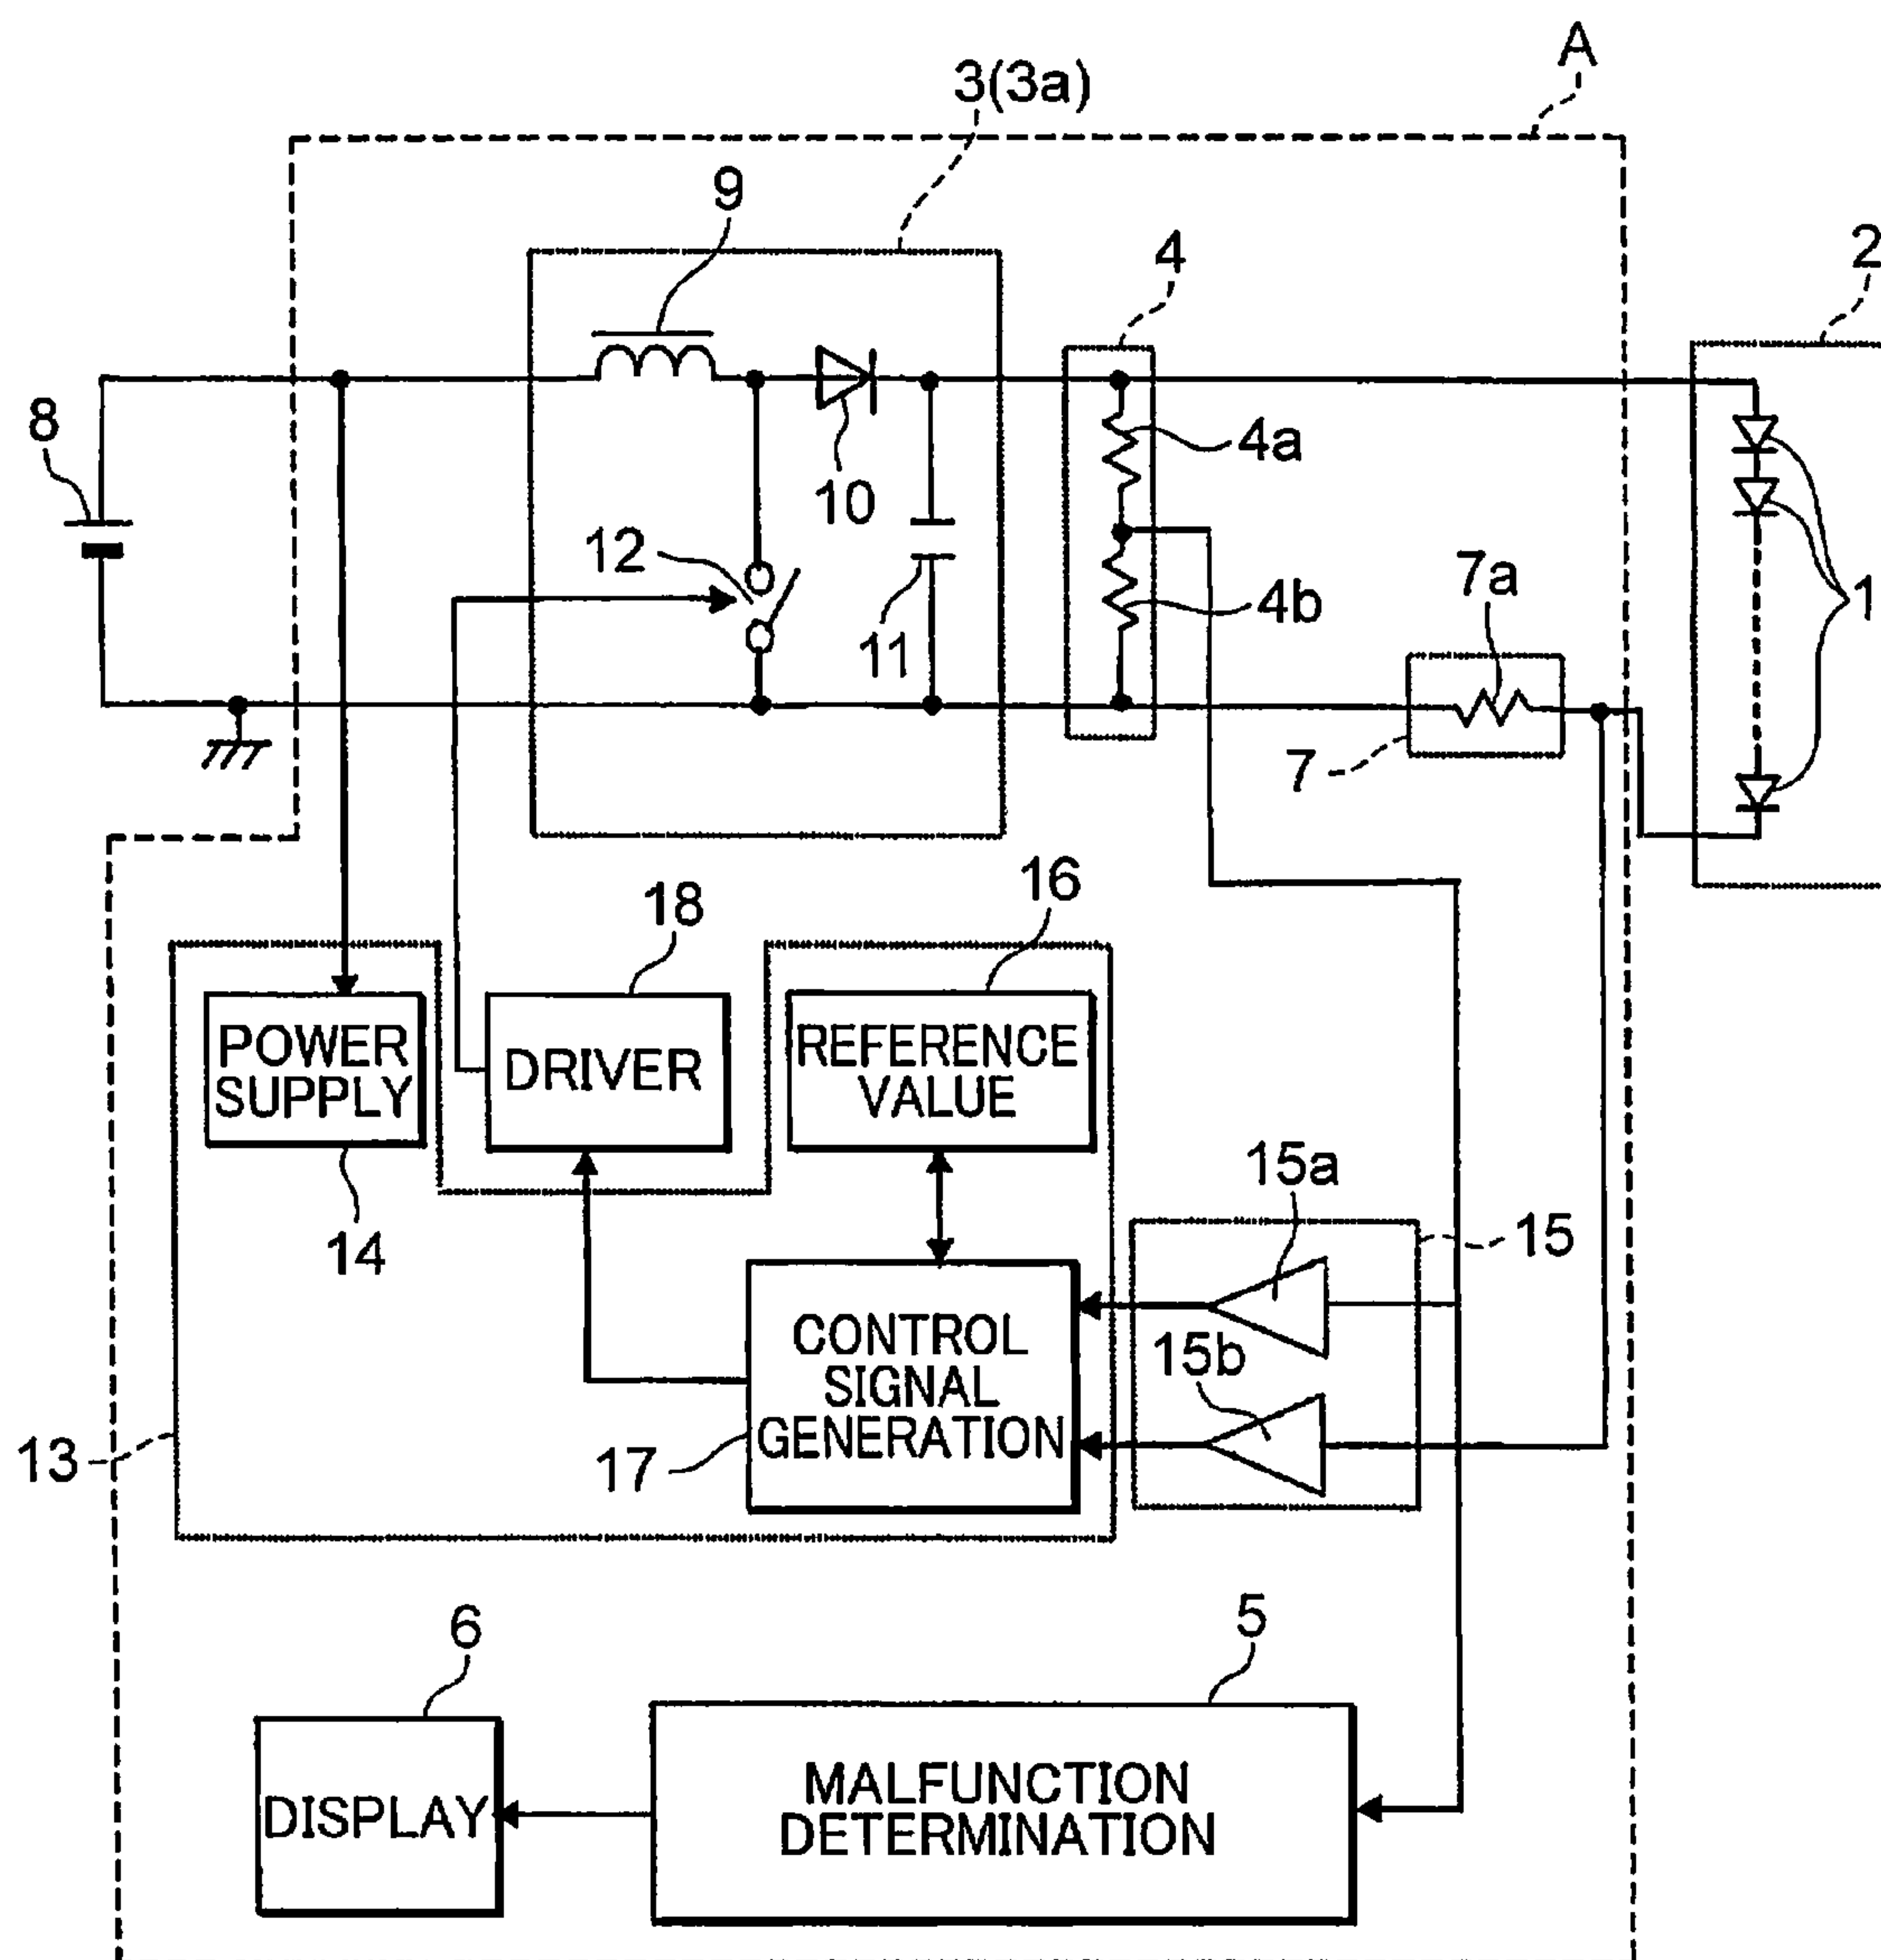 A
3(3a)
9
4
2
8
4a
10
12
4b
7a
1
11
7
18
16
POWER
SUPPLY
DRIVER
REFERENCE
VALUE
15a
14
15
CONTROL
SIGNAL
GENERATION
15b
13
17
6
5
DISPLAY
MALFUNCTION
DETERMINATION